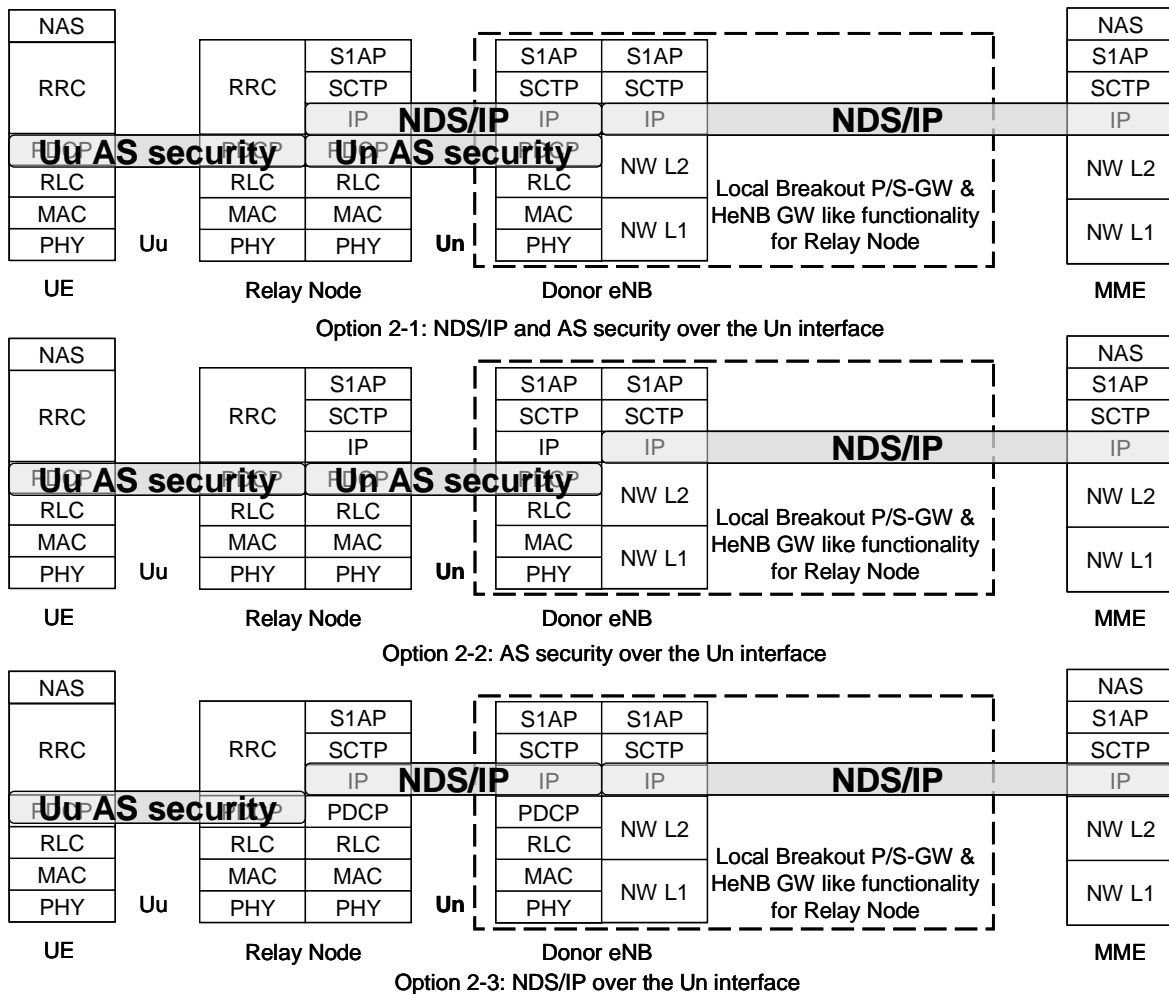 NAS NAS
S1AP S1AP S1AP S1AP
RRC RRC SCTP SCTP SCTP SCTP
IP NDS/IP IP IP NDS/IP IP
PDCP Uu AS security PDCP PDCP Un AS security PDCP
RLC RLC RLC RLC NW L2 NW L2
MAC MAC MAC MAC Local Breakout P/S-GW &
HeNB GW like functionality
PHY Uu PHY PHY Un PHY NW L1 for Relay Node NW L1
UE Relay Node Donor eNB MME
Option 2-1: NDS/IP and AS security over the Un interface
NAS NAS
S1AP S1AP S1AP S1AP
RRC RRC SCTP SCTP SCTP SCTP
IP IP IP NDS/IP IP
PDCP Uu AS security PDCP PDCP Un AS security PDCP
RLC RLC RLC RLC NW L2 NW L2
MAC MAC MAC MAC Local Breakout P/S-GW &
HeNB GW like functionality
PHY Uu PHY PHY Un PHY NW L1 for Relay Node NW L1
UE Relay Node Donor eNB MME
Option 2-2: AS security over the Un interface
NAS NAS
S1AP S1AP S1AP S1AP
RRC RRC SCTP SCTP SCTP SCTP
IP NDS/IP IP IP NDS/IP IP
PDCP Uu AS security PDCP PDCP PDCP
RLC RLC RLC RLC NW L2 NW L2
MAC MAC MAC MAC Local Breakout P/S-GW &
HeNB GW like functionality
PHY Uu PHY PHY Un PHY NW L1 for Relay Node NW L1
UE Relay Node Donor eNB MME
Option 2-3: NDS/IP over the Un interface